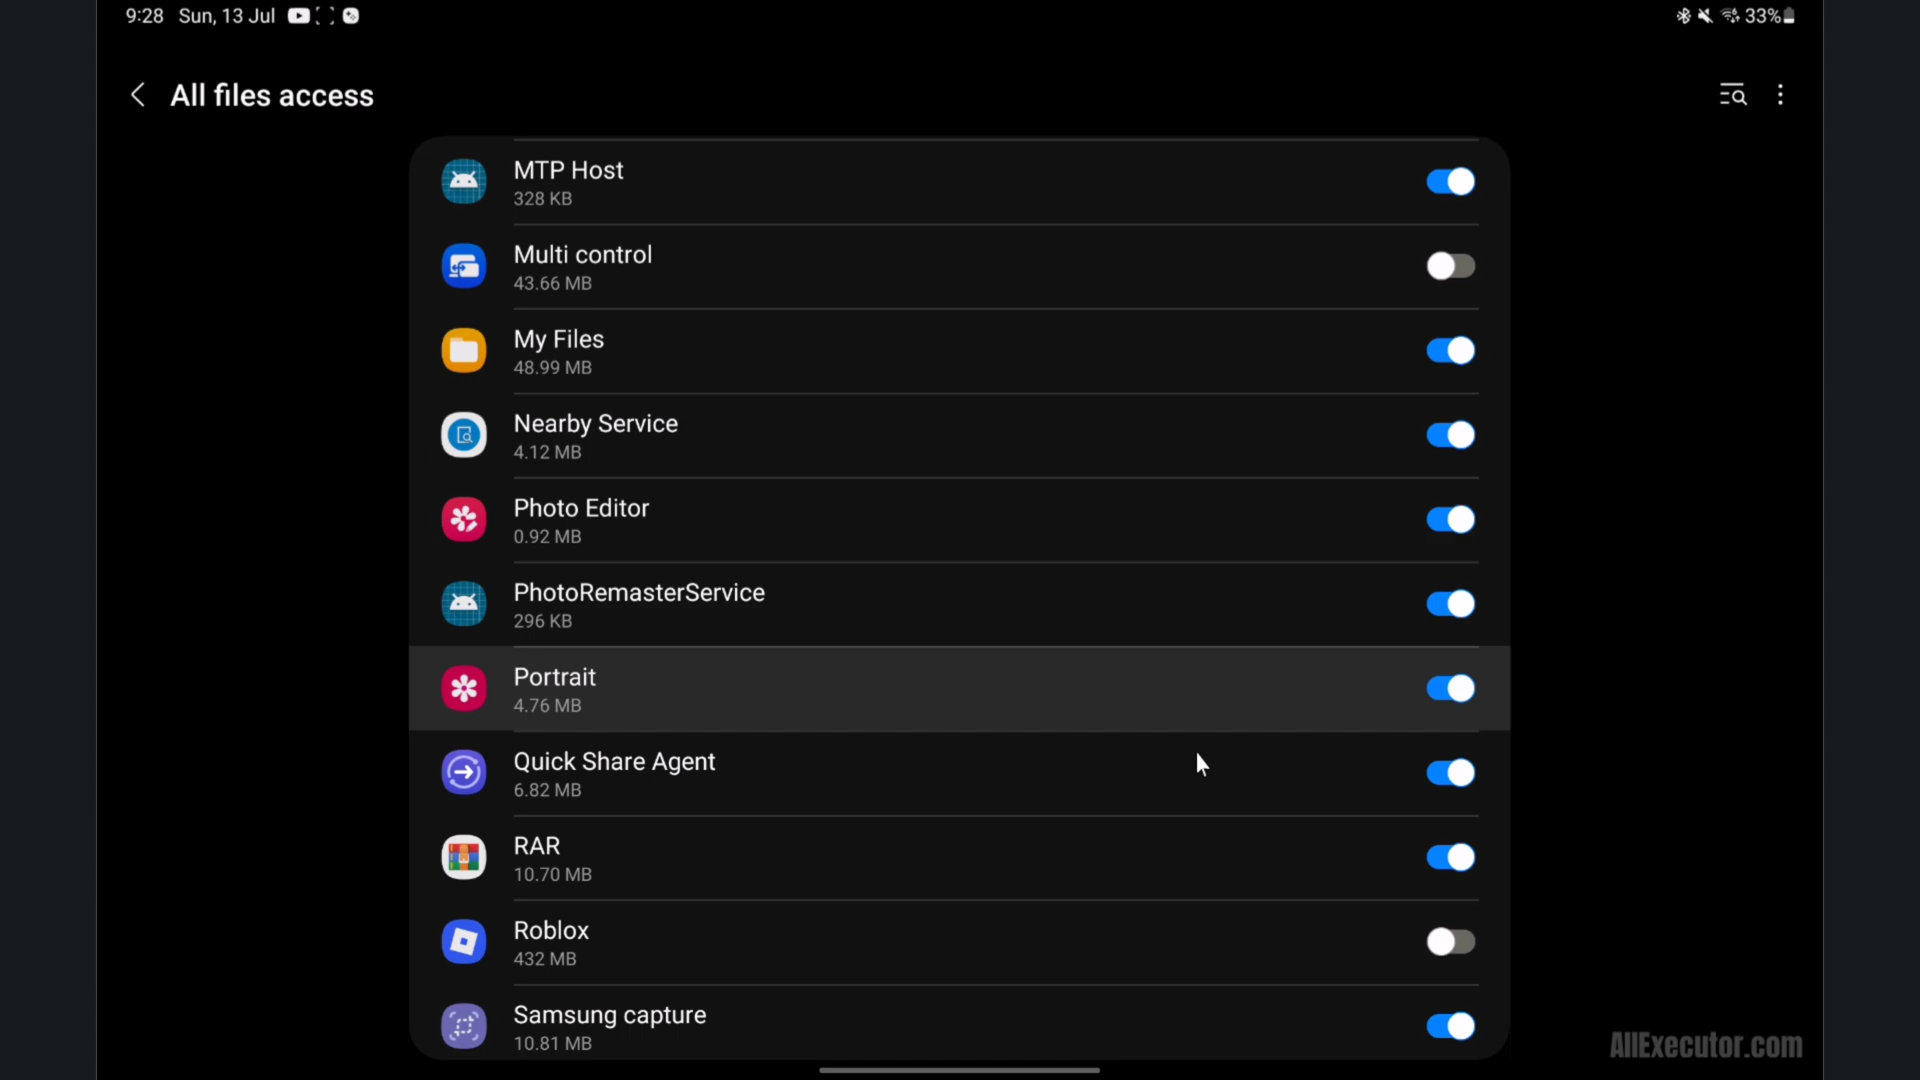 9:28 Sun, 13 Jul
33%
All files access
MTP Host
328 KB
Multi control
43.66 MB
My Files
48.99 MB
Nearby Service
4.12 MB
Photo Editor
0.92 MB
PhotoRemasterService
296 KB
Portrait
4.76 MB
Quick Share Agent
6.82 MB
RAR
10.70 MB
Roblox
432 MB
Samsung capture
10.81 MB
AllExecutor.com